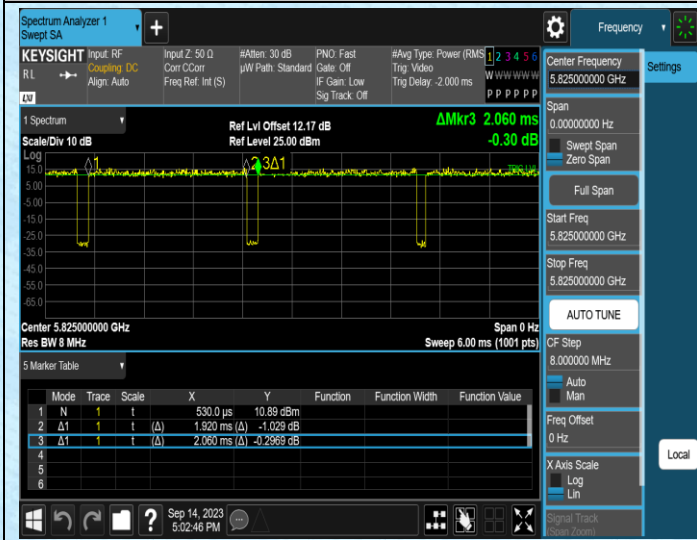 Spectrum Analyzer 1
Swept SA
+
Frequency
KEYSIGHT
RL
LXI
Input: RF
Coupling: DC
Align: Auto
Input Z: 50 Ω
Corr CCorr
Freq Ref: Int (S)
#Atten: 30 dB
µW Path: Standard
PNO: Fast
Gate: Off
IF Gain: Low
Sig Track: Off
#Avg Type: Power (RMS
Trig: Video
Trig Delay: -2.000 ms
1 2 3 4 5 6
W W W W W W
P P P P P P
1 Spectrum
Scale/Div 10 dB
Ref Lvl Offset 12.17 dB
Ref Level 25.00 dBm
ΔMkr3 2.060 ms
-0.30 dB
Log
15.0
5.00
-5.00
-15.0
-25.0
-35.0
-45.0
-55.0
-65.0
1
2
3Δ1
TRIG LVL
Center 5.825000000 GHz
Res BW 8 MHz
Span 0 Hz
Sweep 6.00 ms (1001 pts)
5 Marker Table
Mode Trace Scale X Y Function Function Width Function Value
1 N 1 t 530.0 µs 10.89 dBm
2 Δ1 1 t (Δ) 1.920 ms (Δ) -1.029 dB
3 Δ1 1 t (Δ) 2.060 ms (Δ) -0.2969 dB
4
5
6
Sep 14, 2023
5:02:46 PM
?
Center Frequency
5.825000000 GHz
Span
0.00000000 Hz
Swept Span
Zero Span
Full Span
Start Freq
5.825000000 GHz
Stop Freq
5.825000000 GHz
AUTO TUNE
CF Step
8.000000 MHz
Auto
Man
Freq Offset
0 Hz
X Axis Scale
Log
Lin
Signal Track
(Span Zoom)
Settings
Local